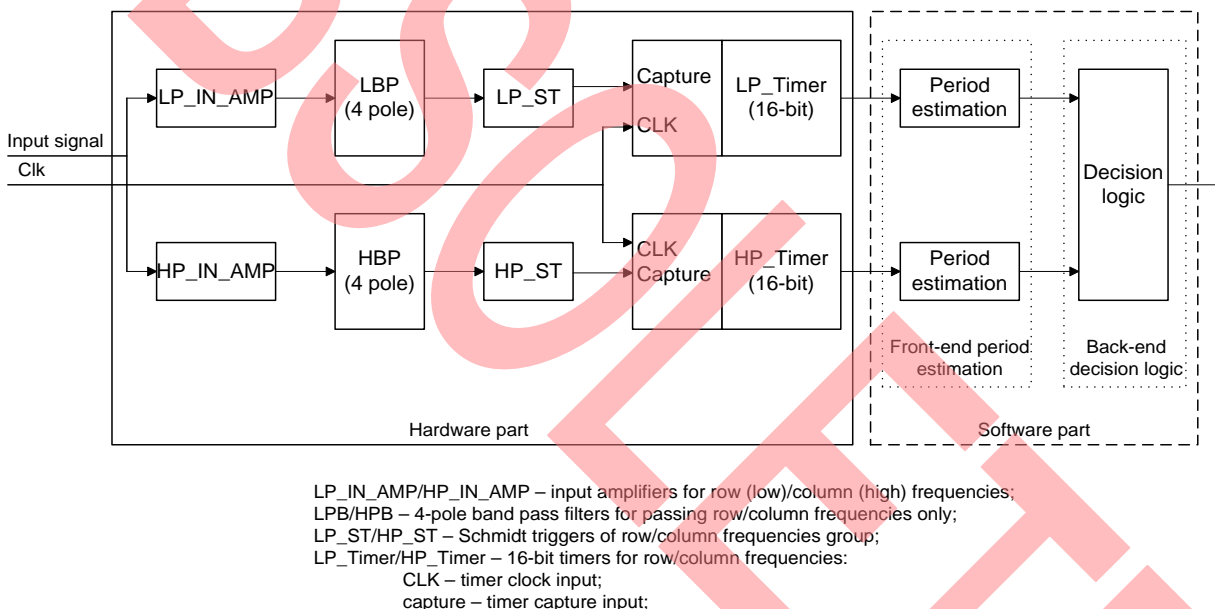 LP_IN_AMP
LBP
(4 pole)
LP_ST
Capture
CLK
LP_Timer
(16-bit)
Period
estimation
Input signal
Clk
Decision
logic
HP_IN_AMP
HBP
(4 pole)
HP_ST
CLK
Capture
HP_Timer
(16-bit)
Period
estimation
Front-end period
estimation
Back-end
decision logic
Hardware part
Software part
LP_IN_AMP/HP_IN_AMP – input amplifiers for row (low)/column (high) frequencies;
LPB/HPB – 4-pole band pass filters for passing row/column frequencies only;
LP_ST/HP_ST – Schmidt triggers of row/column frequencies group;
LP_Timer/HP_Timer – 16-bit timers for row/column frequencies:
CLK – timer clock input;
capture – timer capture input;